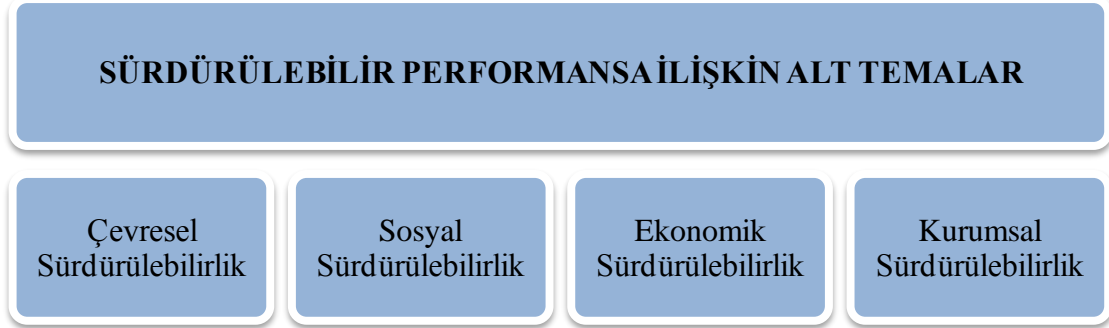 SÜRDÜRÜLEBİLİR PERFORMANSA İLİŞKİN ALT TEMALAR
Çevresel
Sürdürülebilirlik
Sosyal
Sürdürülebilirlik
Ekonomik
Sürdürülebilirlik
Kurumsal
Sürdürülebilirlik